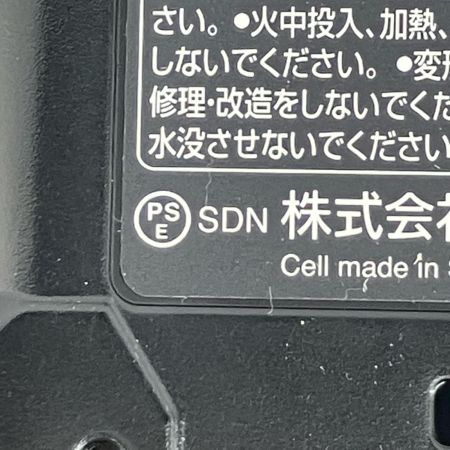 さい。●火中投入、加熱、
しないでください。 ●変形
修理・改造をしないでくだ
水没させないでください
PS E SDN 株式会社
Cell made in